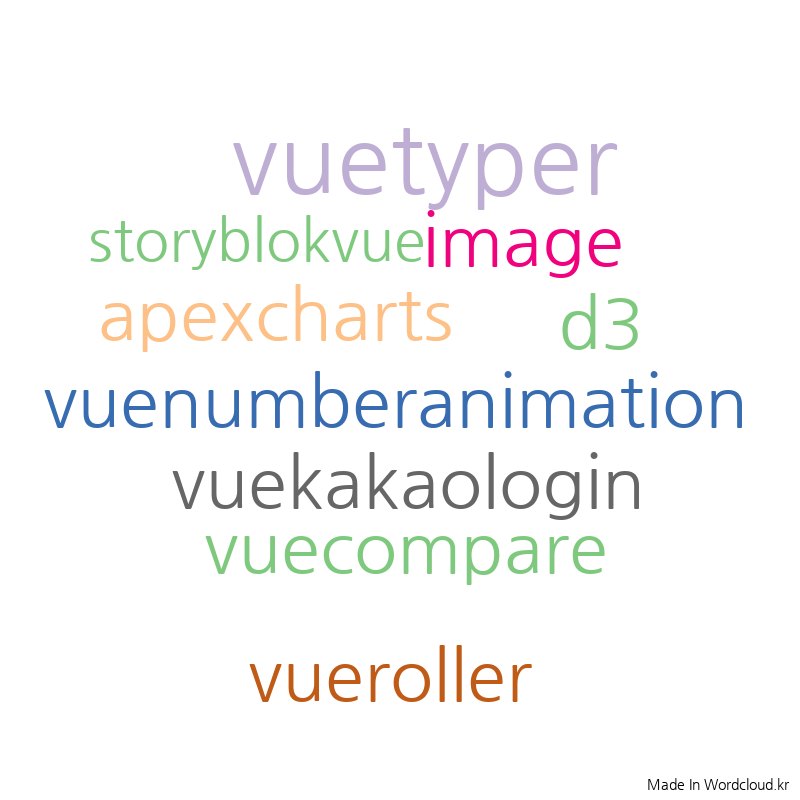 vuetyper
storyblokvue
image
apexcharts
d3
vuenumberanimation
vuekakaologin
vuecompare
vueroller
Made In Wordcloud.kr